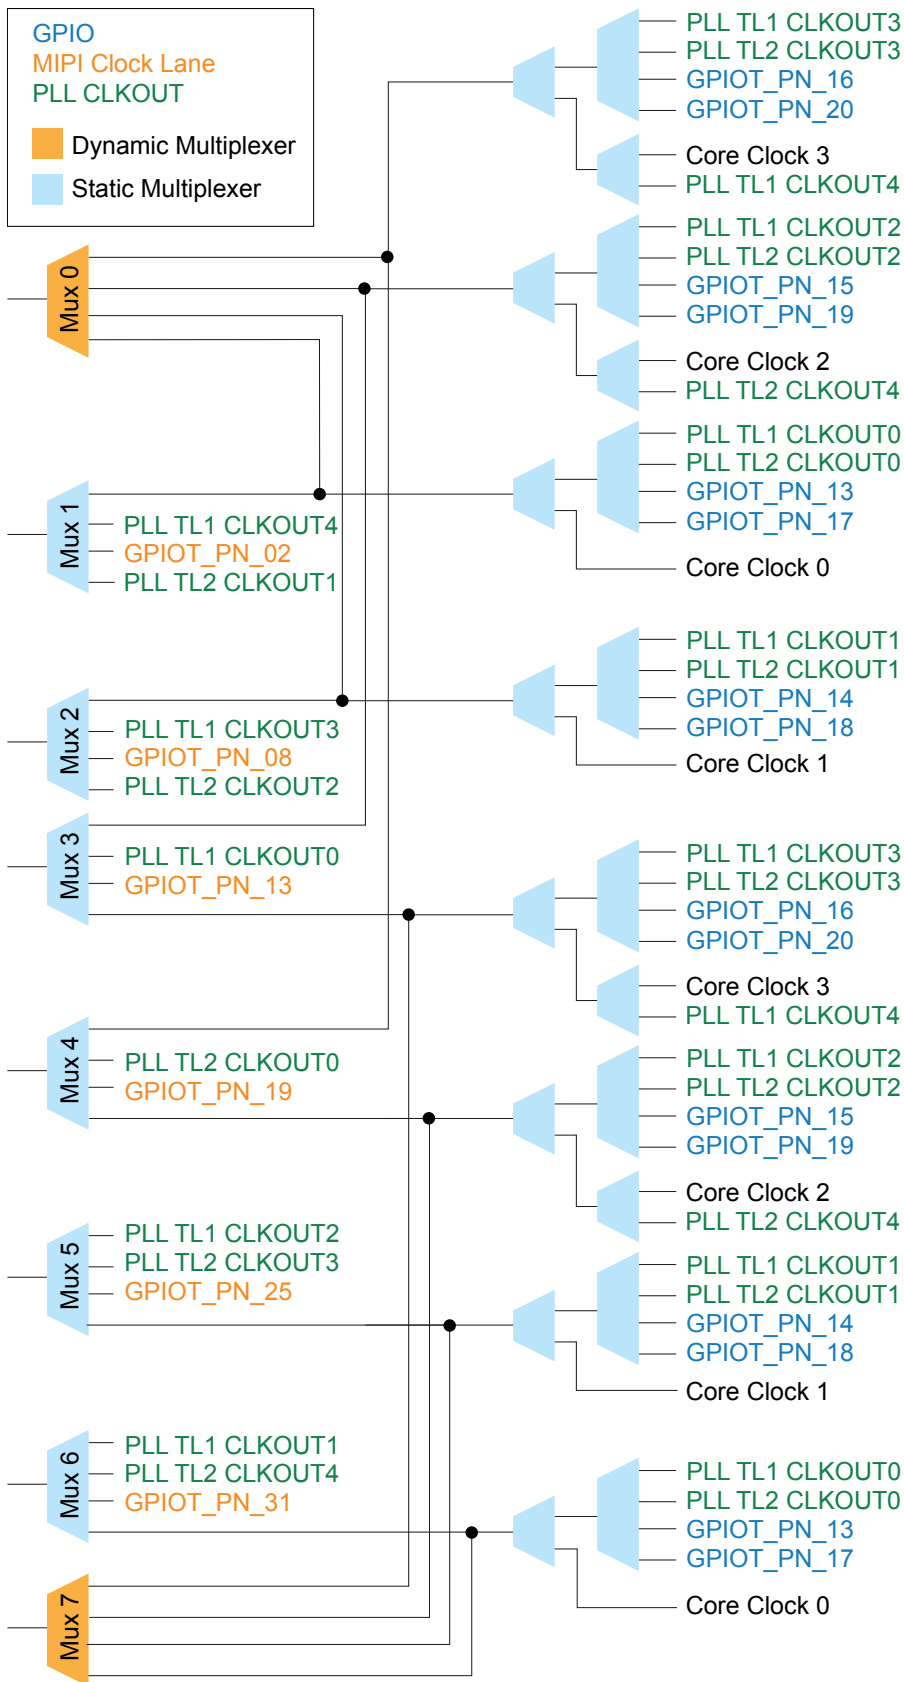 GPIO
MIPI Clock Lane
PLL CLKOUT
Dynamic Multiplexer
Static Multiplexer
PLL TL1 CLKOUT3
PLL TL2 CLKOUT3
GPIOT_PN_16
GPIOT_PN_20
Core Clock 3
PLL TL1 CLKOUT4
Mux 0
PLL TL1 CLKOUT2
PLL TL2 CLKOUT2
GPIOT_PN_15
GPIOT_PN_19
Core Clock 2
PLL TL2 CLKOUT4
PLL TL1 CLKOUT0
PLL TL2 CLKOUT0
GPIOT_PN_13
GPIOT_PN_17
Core Clock 0
Mux 1
PLL TL1 CLKOUT4
GPIOT_PN_02
PLL TL2 CLKOUT1
PLL TL1 CLKOUT1
PLL TL2 CLKOUT1
GPIOT_PN_14
GPIOT_PN_18
Core Clock 1
Mux 2
PLL TL1 CLKOUT3
GPIOT_PN_08
PLL TL2 CLKOUT2
Mux 3
PLL TL1 CLKOUT0
GPIOT_PN_13
PLL TL1 CLKOUT3
PLL TL2 CLKOUT3
GPIOT_PN_16
GPIOT_PN_20
Core Clock 3
PLL TL1 CLKOUT4
Mux 4
PLL TL2 CLKOUT0
GPIOT_PN_19
PLL TL1 CLKOUT2
PLL TL2 CLKOUT2
GPIOT_PN_15
GPIOT_PN_19
Core Clock 2
PLL TL2 CLKOUT4
Mux 5
PLL TL1 CLKOUT2
PLL TL2 CLKOUT3
GPIOT_PN_25
PLL TL1 CLKOUT1
PLL TL2 CLKOUT1
GPIOT_PN_14
GPIOT_PN_18
Core Clock 1
Mux 6
PLL TL1 CLKOUT1
PLL TL2 CLKOUT4
GPIOT_PN_31
PLL TL1 CLKOUT0
PLL TL2 CLKOUT0
GPIOT_PN_13
GPIOT_PN_17
Core Clock 0
Mux 7